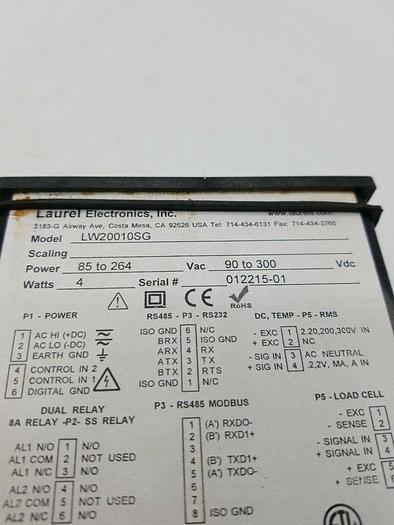 Laurel Electronics, Inc. www.laurels.com
3183-G Airway Ave, Costa Mesa, CA 92626 USA Tel: 714-434-6131 Fax: 714-434-3766
Model LW20010SG
Scaling
Power 85 to 264 Vac 90 to 300 Vdc
Watts 4 Serial # 012215-01
CE RoHS
P1 - POWER
1 AC HI (+DC)
2 AC LO (-DC)
3 EARTH GND
4 CONTROL IN 2
5 CONTROL IN 1
6 DIGITAL GND
RS485 - P3 - RS232
ISO GND 6 N/C
BRX 5 ISO GND
ARX 4 RX
ATX 3 TX
BTX 2 RTS
ISO GND 1 N/C
DC, TEMP - P5 - RMS
- EXC 1 2,20,200,300V IN
+ EXC 2 NC
- SIG IN 3 AC NEUTRAL
+ SIG IN 4 .2,2V, MA, A IN
DUAL RELAY
8A RELAY -P2- SS RELAY
AL1 N/O 1 N/O
AL1 COM 2 NOT USED
AL1 N/C 3 N/O
AL2 N/O 4 N/O
AL2 COM 5 NOT USED
AL2 N/C 6 N/O
P3 - RS485 MODBUS
1 (A') RXD0-
2 (B') RXD1+
3
4 (B') TXD1+
5 (A') TXD0-
6
7
8 ISO GND
P5 - LOAD CELL
- EXC 1
- SENSE 2
- SIGNAL IN 3
+ SIGNAL IN 4
+ EXC 5
+ SENSE 6